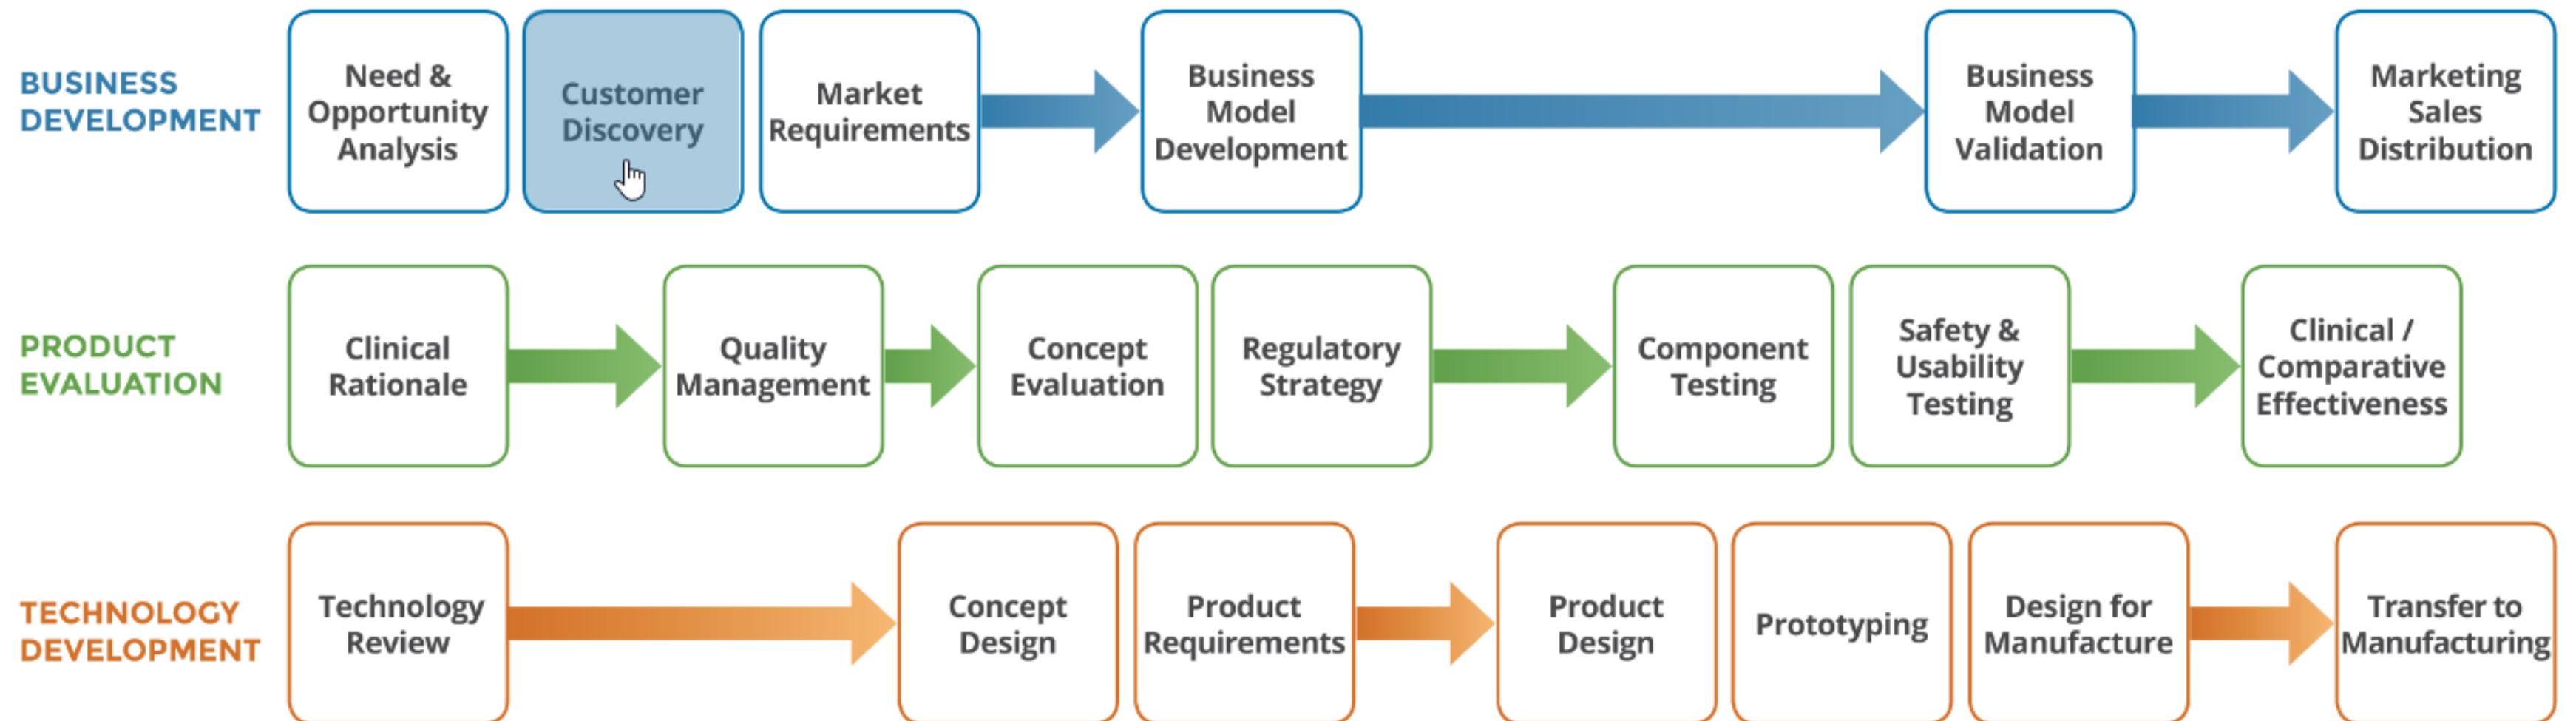 BUSINESS
DEVELOPMENT
Need &
Opportunity
Analysis
Customer
Discovery
Market
Requirements
Business
Model
Development
Business
Model
Validation
Marketing
Sales
Distribution
PRODUCT
EVALUATION
Clinical
Rationale
Quality
Management
Concept
Evaluation
Regulatory
Strategy
Component
Testing
Safety &
Usability
Testing
Clinical /
Comparative
Effectiveness
TECHNOLOGY
DEVELOPMENT
Technology
Review
Concept
Design
Product
Requirements
Product
Design
Prototyping
Design for
Manufacture
Transfer to
Manufacturing